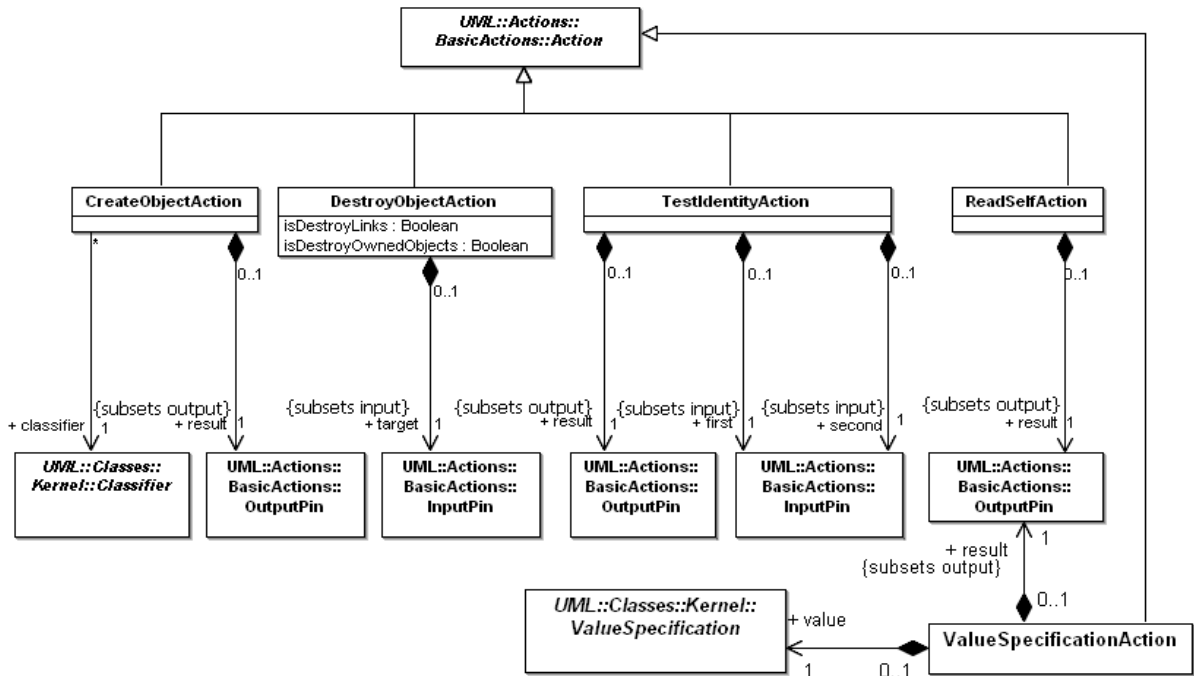 UML::Actions::
BasicActions::Action
CreateObjectAction
DestroyObjectAction
isDestroyLinks : Boolean
isDestroyOwnedObjects : Boolean
TestIdentityAction
ReadSelfAction
*
0..1
0..1
0..1
0..1
0..1
0..1
+ classifier
1
{subsets output}
+ result
1
{subsets input}
+ target
1
{subsets output}
+ result
1
{subsets input}
+ first
1
{subsets input}
+ second
1
{subsets output}
+ result
1
UML::Classes::
Kernel::Classifier
UML::Actions::
BasicActions::
OutputPin
UML::Actions::
BasicActions::
InputPin
UML::Actions::
BasicActions::
OutputPin
UML::Actions::
BasicActions::
InputPin
UML::Actions::
BasicActions::
OutputPin
+ result
1
{subsets output}
0..1
UML::Classes::Kernel::
ValueSpecification
+ value
1
0..1
ValueSpecificationAction